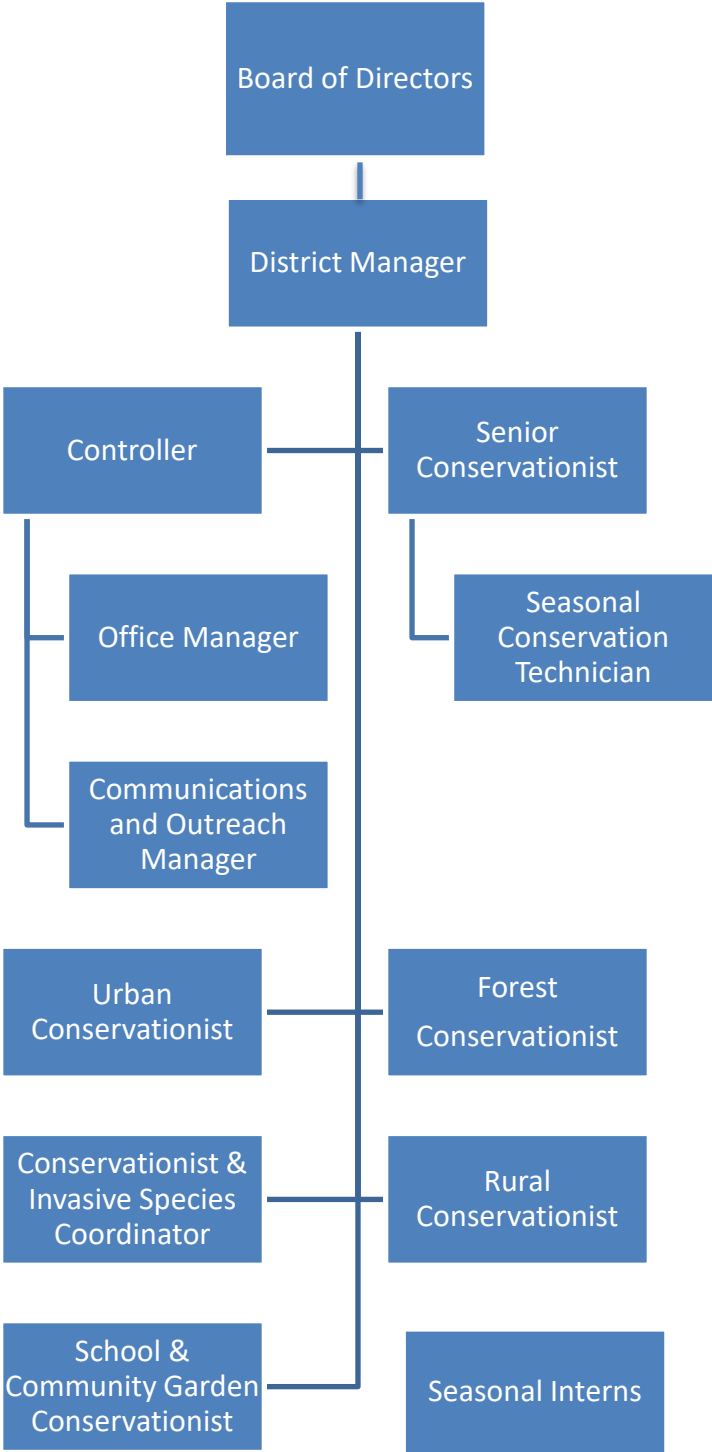 Board of Directors
District Manager
Controller
Senior
Conservationist
Office Manager
Seasonal
Conservation
Technician
Communications
and Outreach
Manager
Urban
Conservationist
Forest
Conservationist
Conservationist &
Invasive Species
Coordinator
Rural
Conservationist
School &
Community Garden
Conservationist
Seasonal Interns